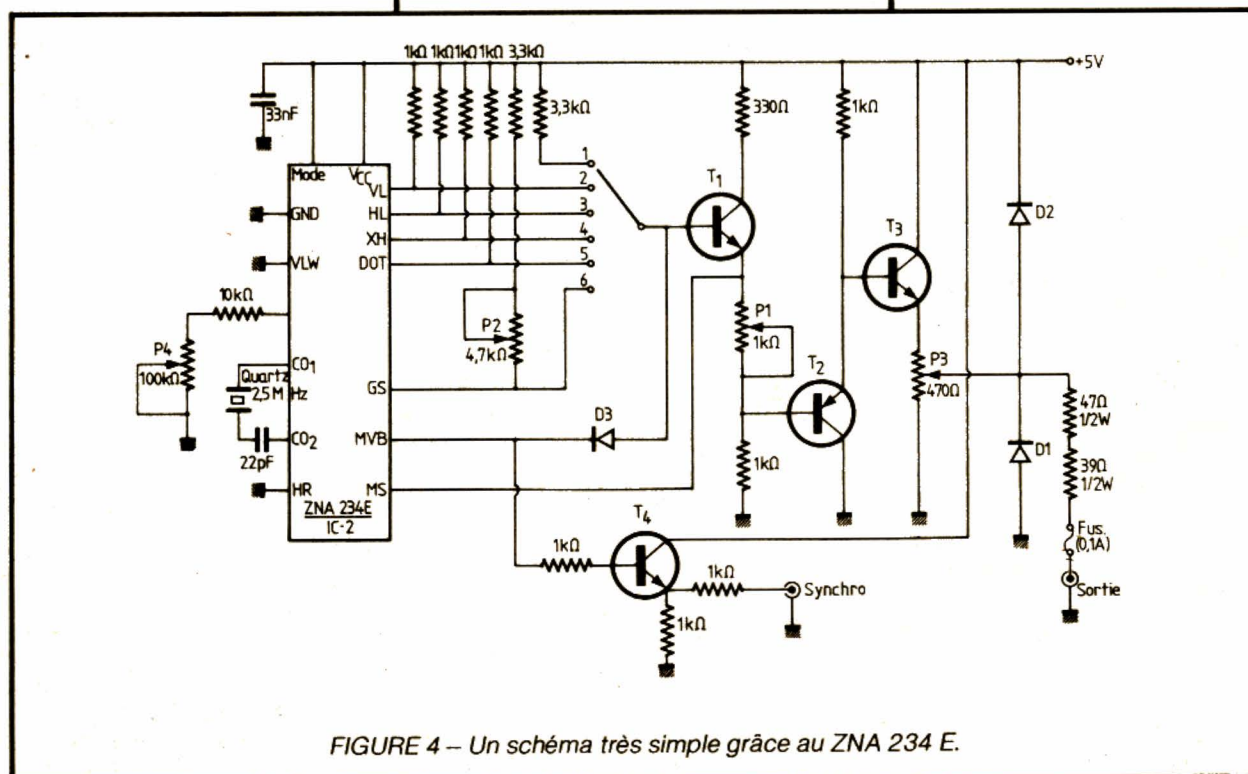 1kΩ 1kΩ 1kΩ 1kΩ 3,3kΩ
+5V
33nF
3,3kΩ
330Ω
1kΩ
1
2
3
4
5
6
Mode VCC
VL
GND
HL
XH
VLW
DOT
10kΩ
P4
100kΩ
CO1
Quartz
2,5 MHz
CO2
22pF
GS
MVB
HR
MS
ZNA 234E
IC-2
P2
4,7kΩ
D3
T1
P1
1kΩ
T2
1kΩ
T3
P3
470Ω
D2
D1
47Ω
1/2W
39Ω
1/2W
Fus.
(0,1A)
Sortie
T4
1kΩ
1kΩ
1kΩ
Synchro
FIGURE 4 – Un schéma très simple grâce au ZNA 234 E.